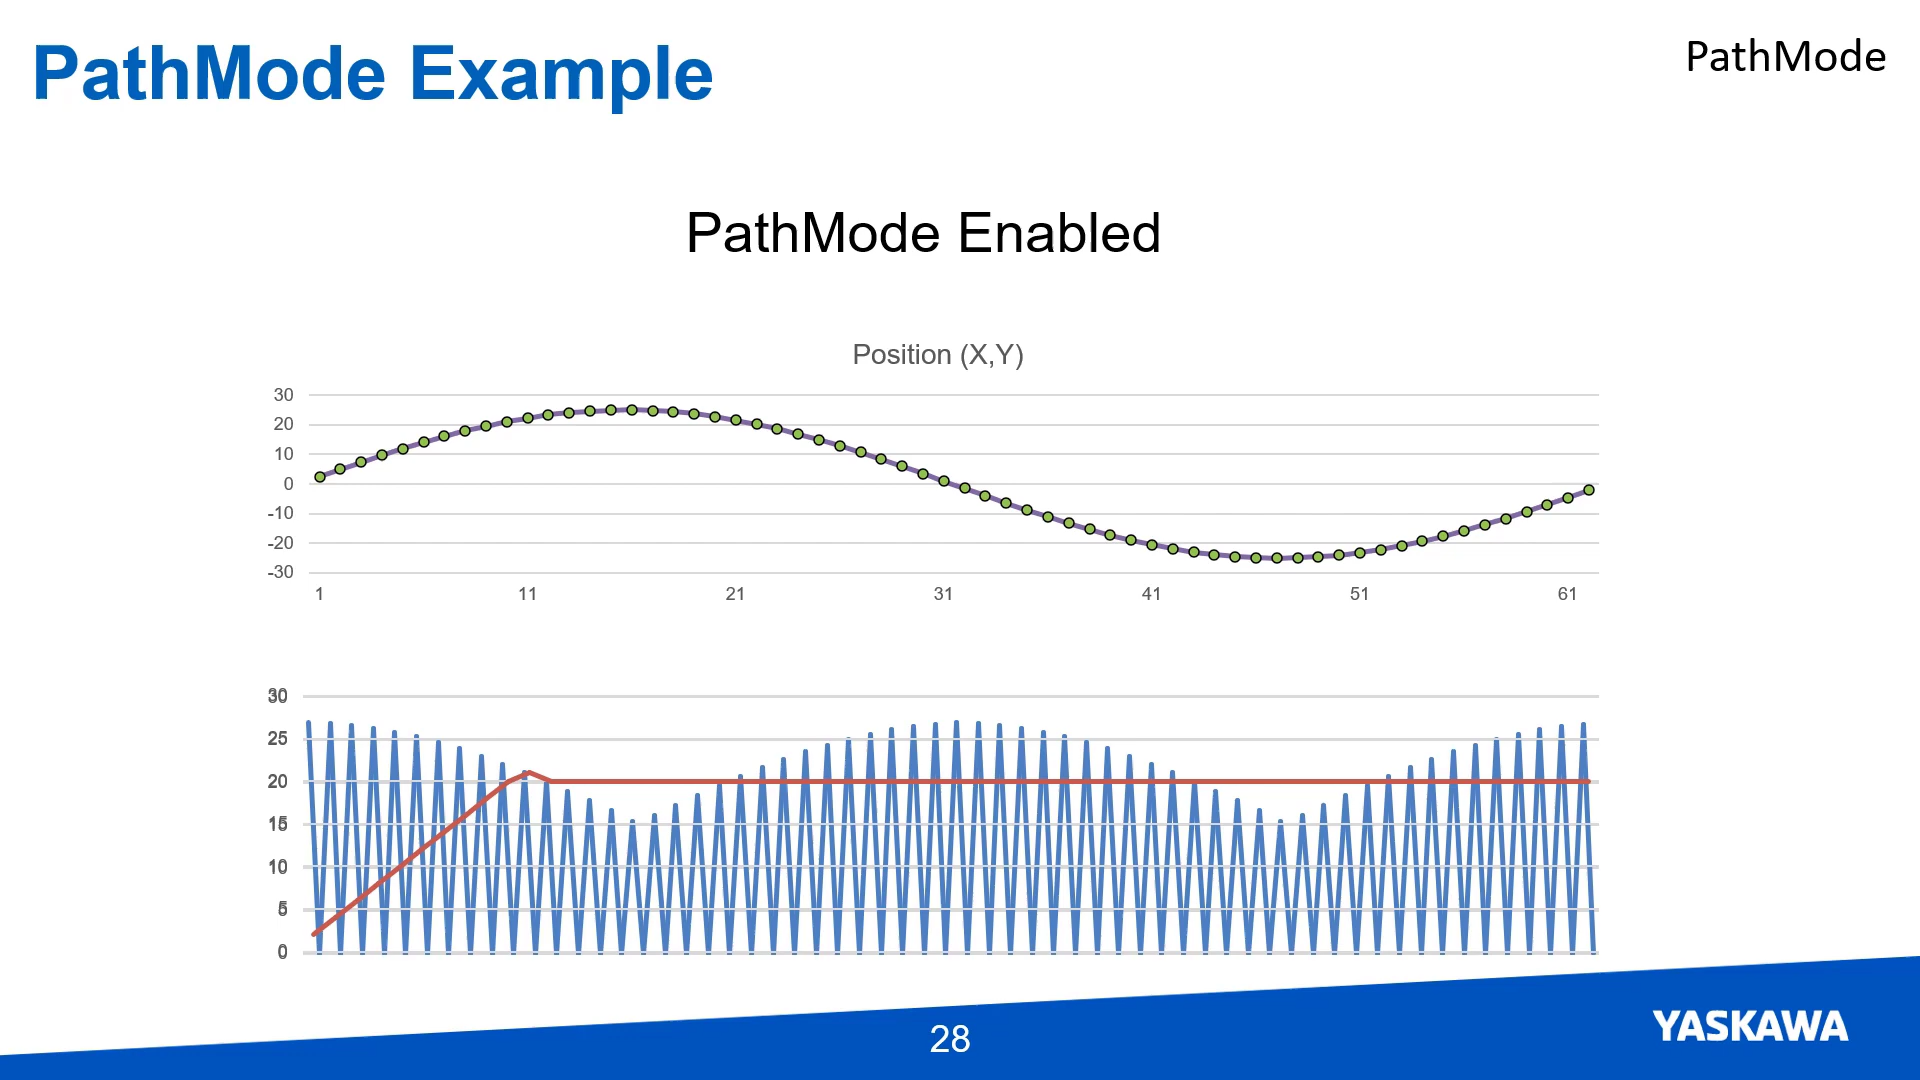 PathMode Example
PathMode
PathMode Enabled
Position (X,Y)
30
20
10
0
-10
-20
-30
1 11 21 31 41 51 61
30
25
20
15
10
5
0
28
YASKAWA